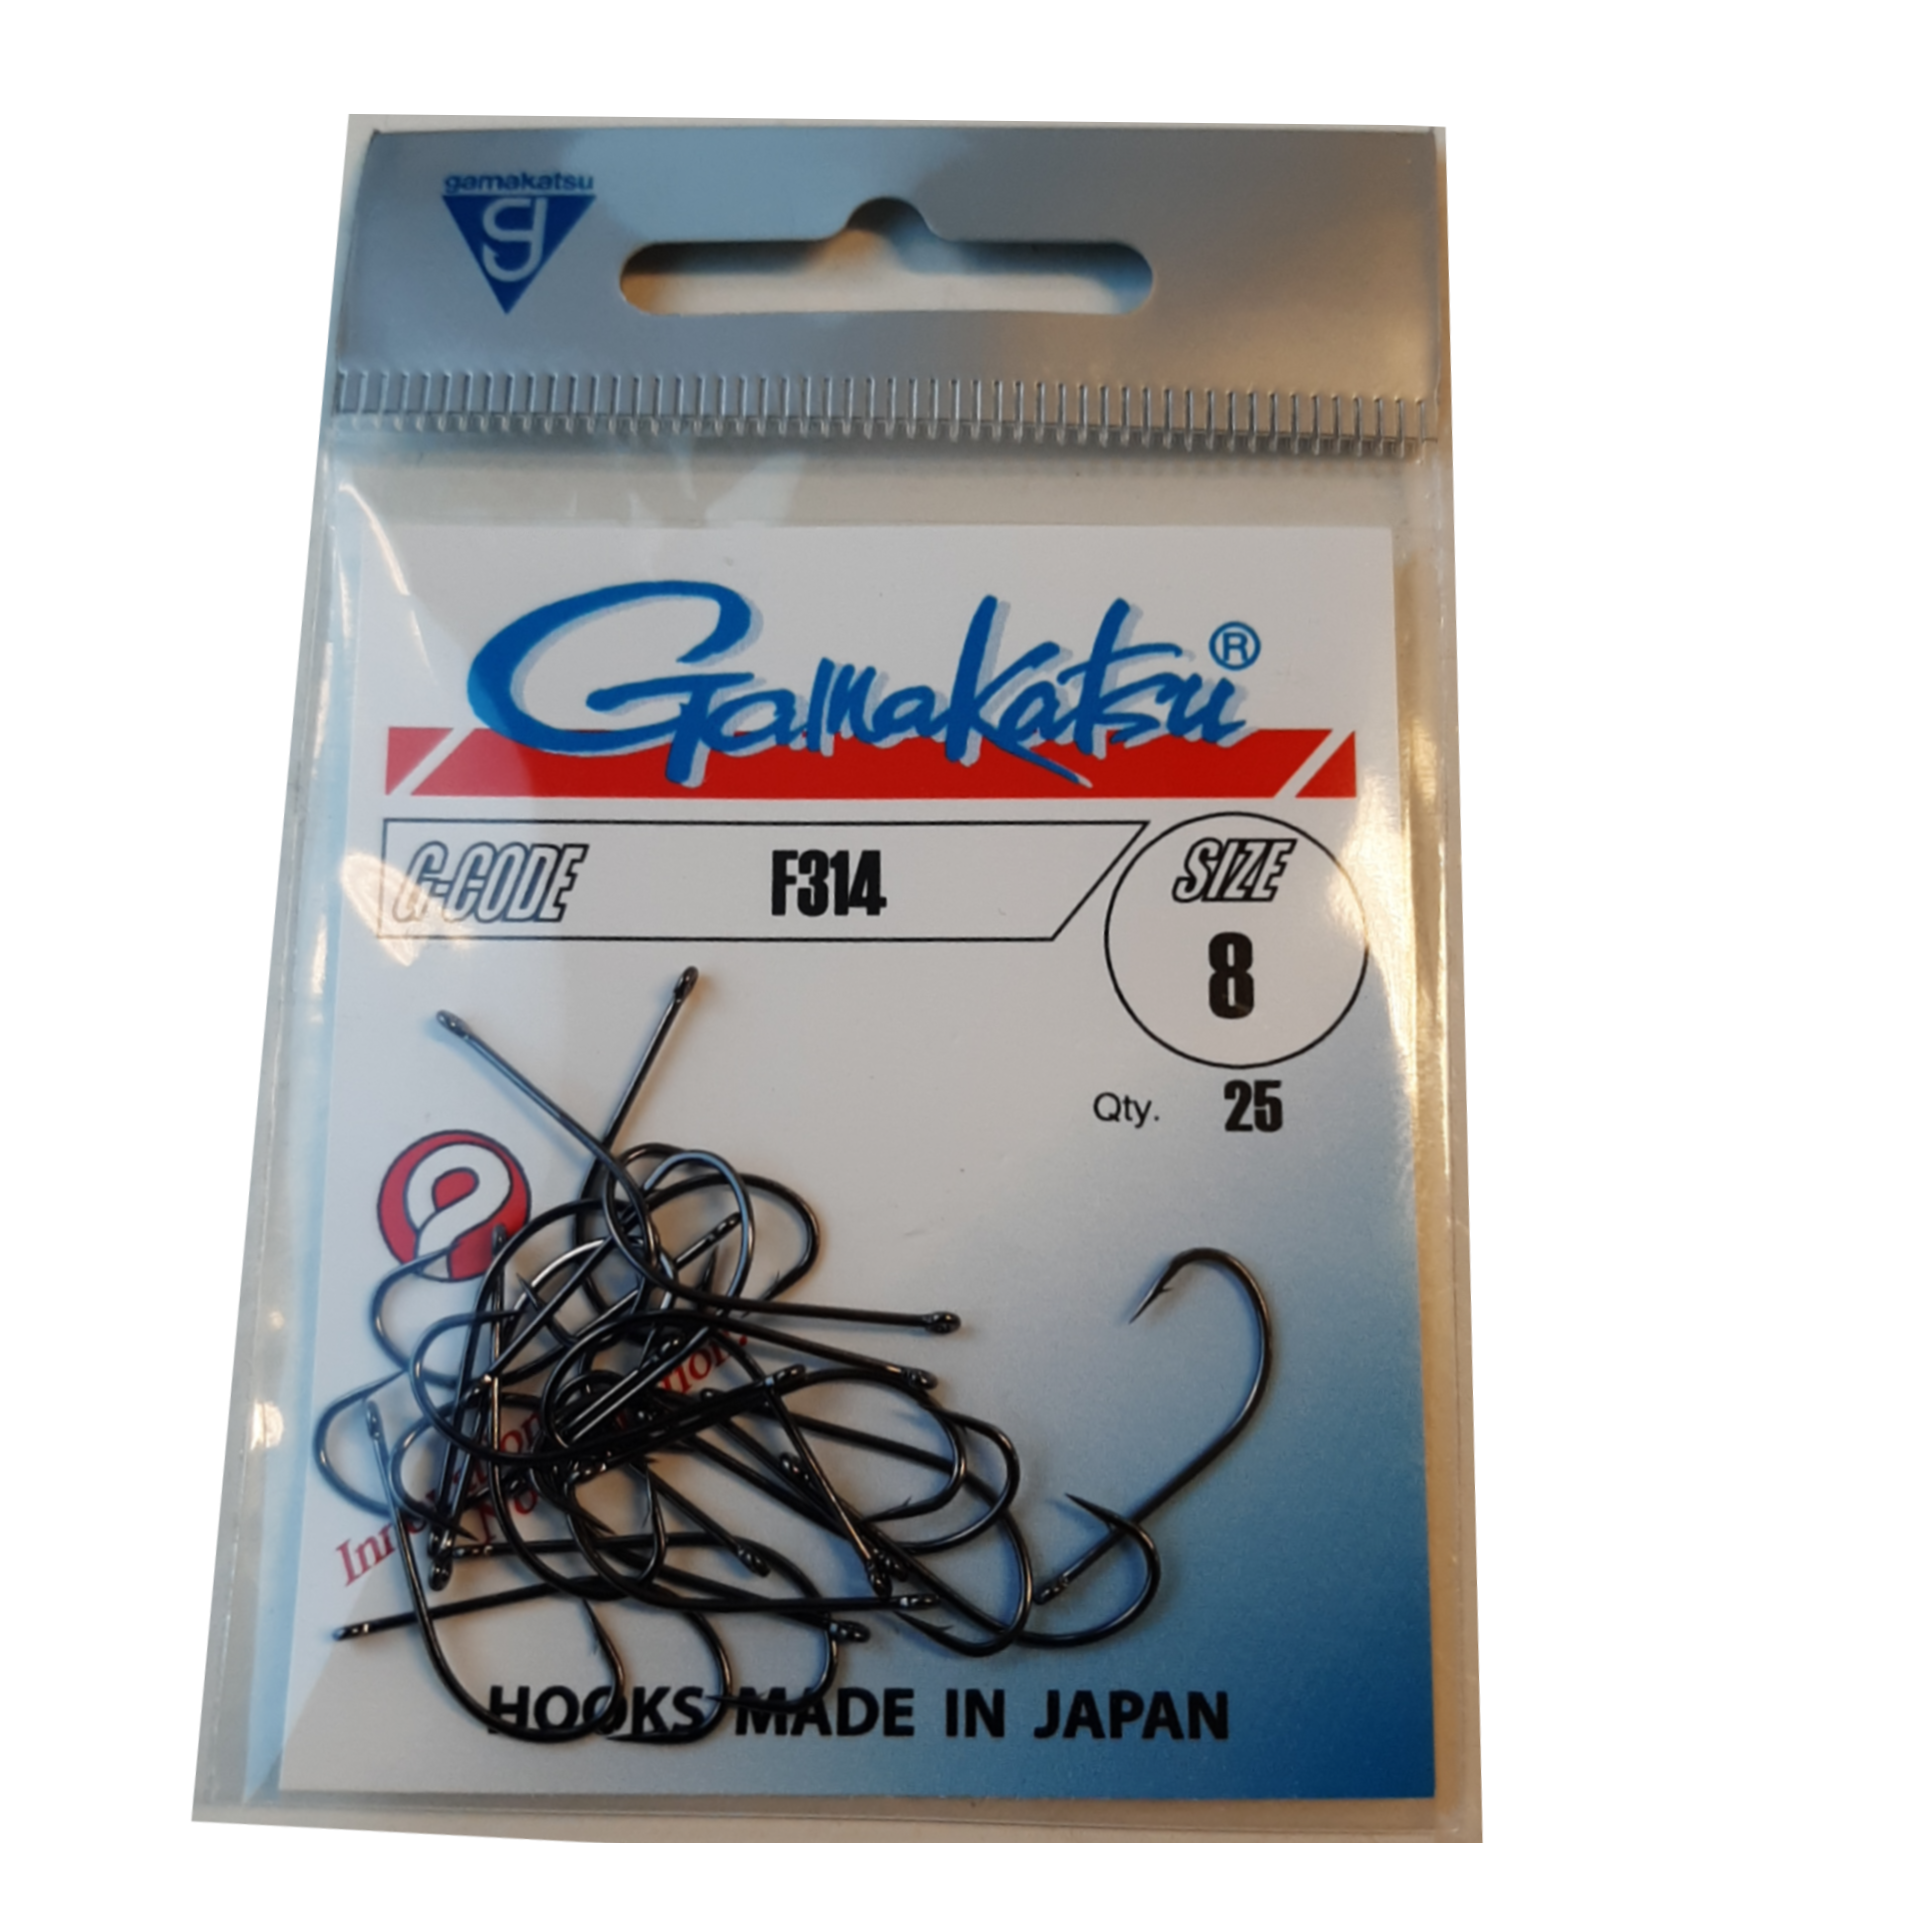 gamakatsu
Gamakatsu®
G-CODE F314
SIZE
8
Qty. 25
HOOKS MADE IN JAPAN